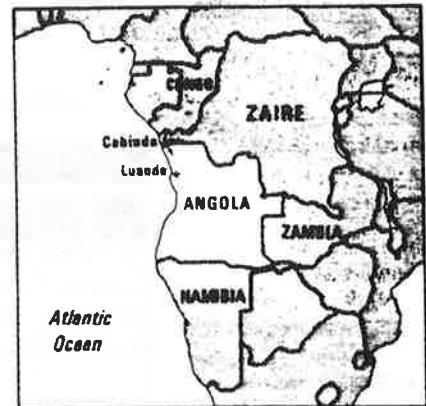 CONGO
ZAIRE
Cabinda
Luanda
ANGOLA
ZAMBIA
NAMIBIA
Atlantic
Ocean